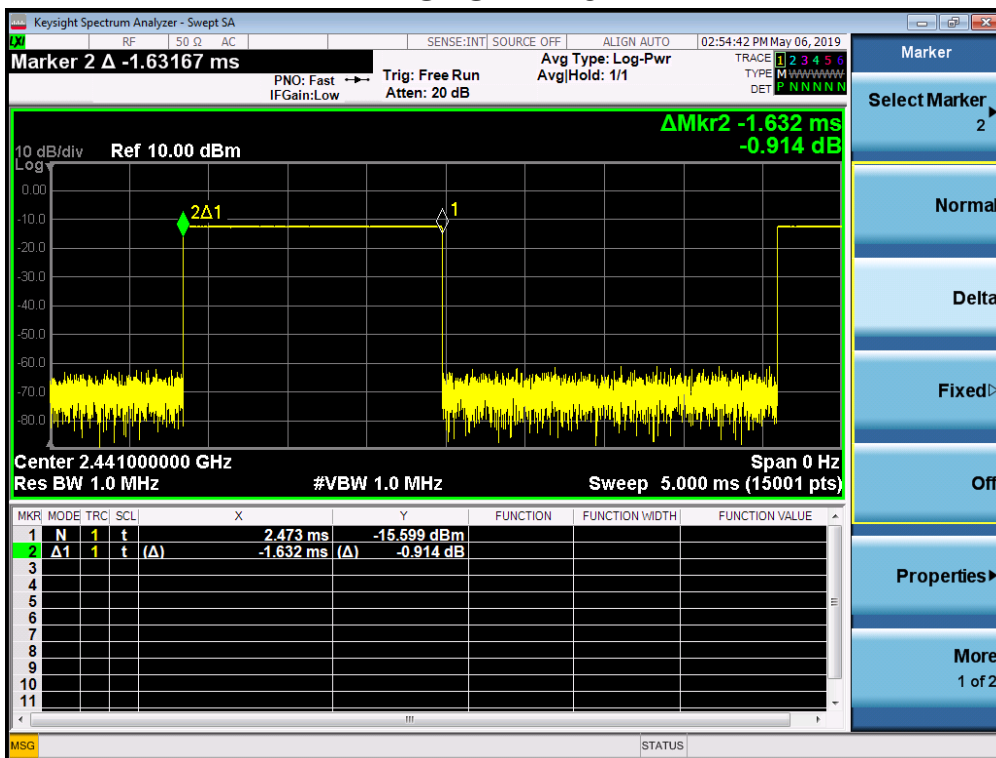 Keysight Spectrum Analyzer - Swept SA
LXI RF 50 Ω AC SENSE:INT SOURCE OFF ALIGN AUTO 02:54:42 PM May 06, 2019
Marker 2 Δ -1.63167 ms
PNO: Fast
IFGain:Low
Trig: Free Run
Atten: 20 dB
Avg Type: Log-Pwr
Avg|Hold: 1/1
TRACE 1 2 3 4 5 6
TYPE M WWWWW
DET P N N N N N
ΔMkr2 -1.632 ms
-0.914 dB
10 dB/div Ref 10.00 dBm
Log
0.00
-10.0
-20.0
-30.0
-40.0
-50.0
-60.0
-70.0
-80.0
2Δ1
1
Center 2.441000000 GHz Span 0 Hz
Res BW 1.0 MHz #VBW 1.0 MHz Sweep 5.000 ms (15001 pts)
MKR MODE TRC SCL X Y FUNCTION FUNCTION WIDTH FUNCTION VALUE
1 N 1 t 2.473 ms -15.599 dBm
2 Δ1 1 t (Δ) -1.632 ms (Δ) -0.914 dB
3
4
5
6
7
8
9
10
11
MSG STATUS
Marker
Select Marker
2
Normal
Delta
Fixed
Off
Properties
More
1 of 2